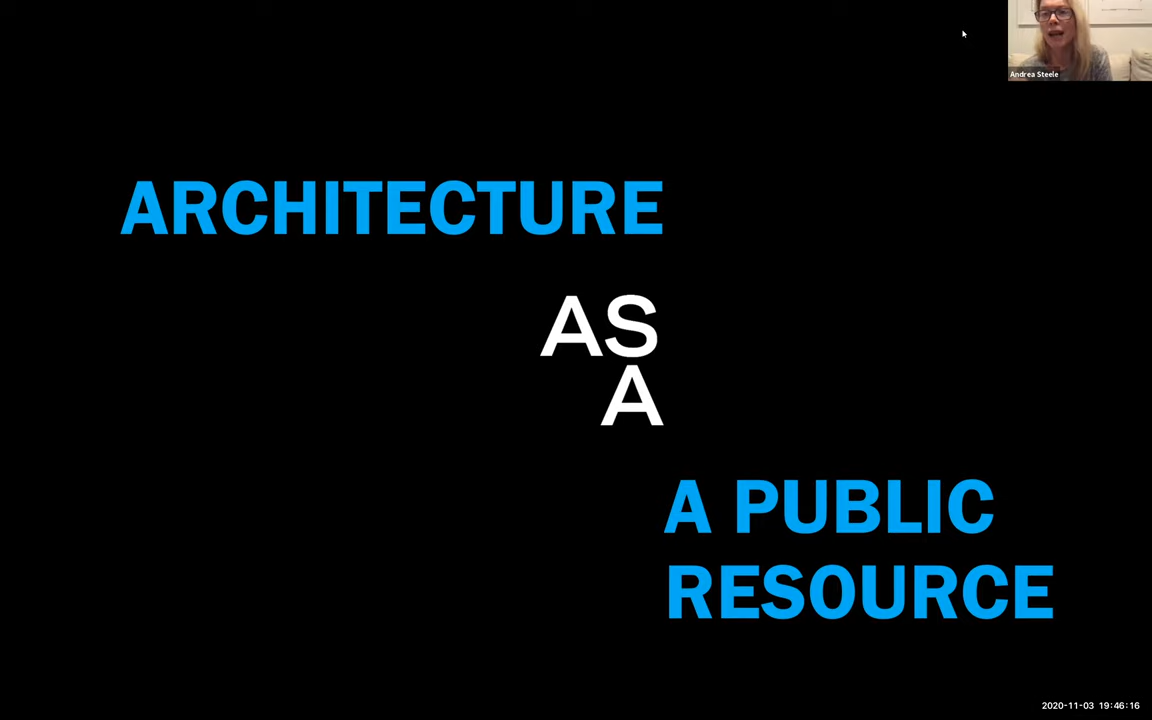 Andrea Steele
ARCHITECTURE
AS
A
A PUBLIC
RESOURCE
2020-11-03 19:46:16